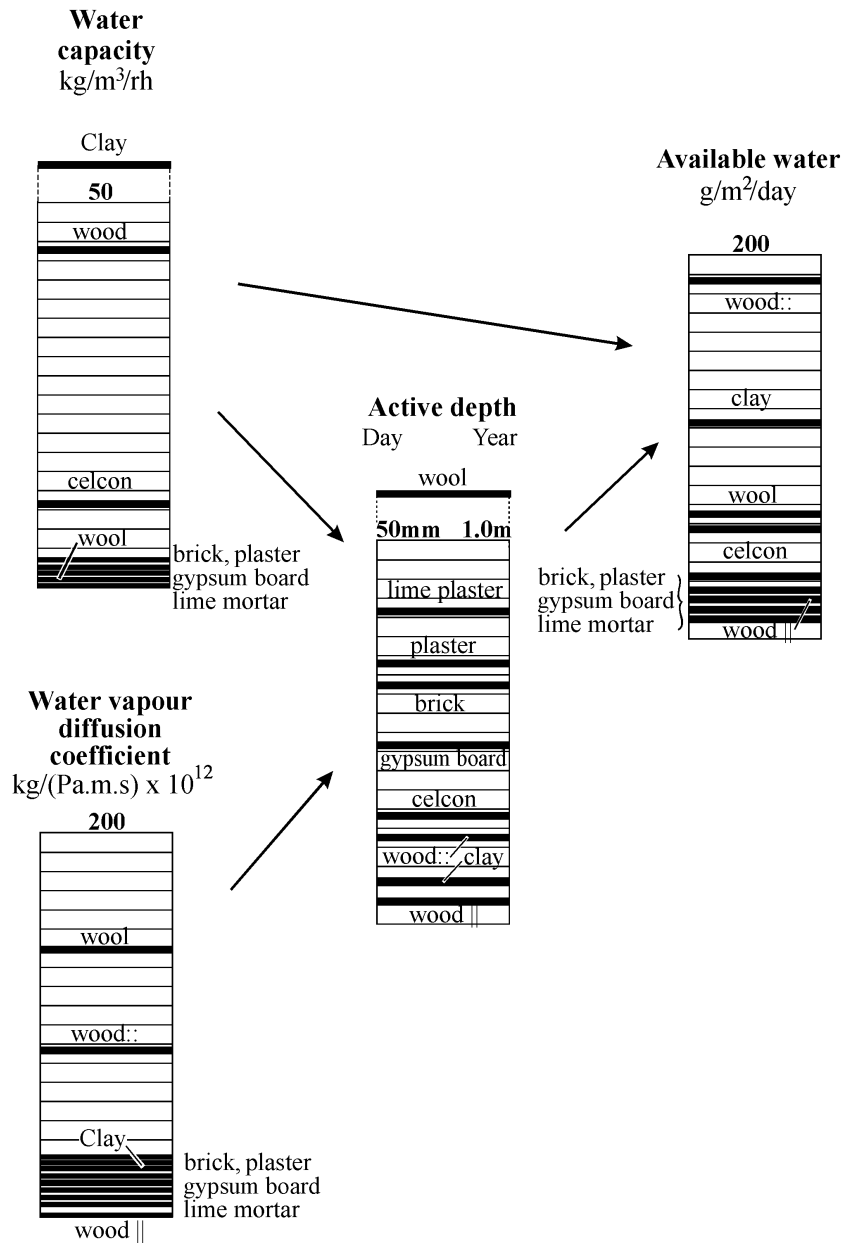 Water
capacity
kg/m³/rh
Clay
50
wood
celcon
wool
brick, plaster
gypsum board
lime mortar
Water vapour
diffusion
coefficient
kg/(Pa.m.s) x 10¹²
200
wool
wood::
Clay
brick, plaster
gypsum board
lime mortar
wood ||
Active depth
Day Year
wool
50mm 1.0m
lime plaster
plaster
brick
gypsum board
celcon
wood:: clay
wood ||
Available water
g/m²/day
200
wood::
clay
wool
celcon
brick, plaster
gypsum board
lime mortar
wood ||